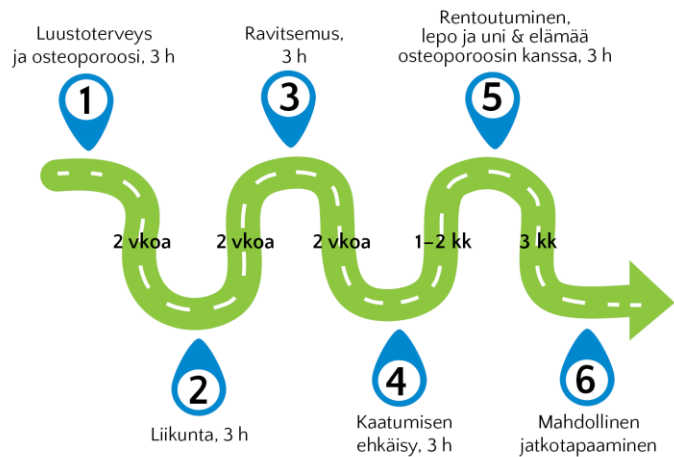 Luustoterveys
ja osteoporoosi, 3 h
1
2 vkoa
2
Liikunta, 3 h
2 vkoa
Ravitsemus,
3 h
3
2 vkoa
4
Kaatumisen
ehkäisy, 3 h
1–2 kk
Rentoutuminen,
lepo ja uni & elämää
osteoporoosin kanssa, 3 h
5
3 kk
6
Mahdollinen
jatkotapaaminen